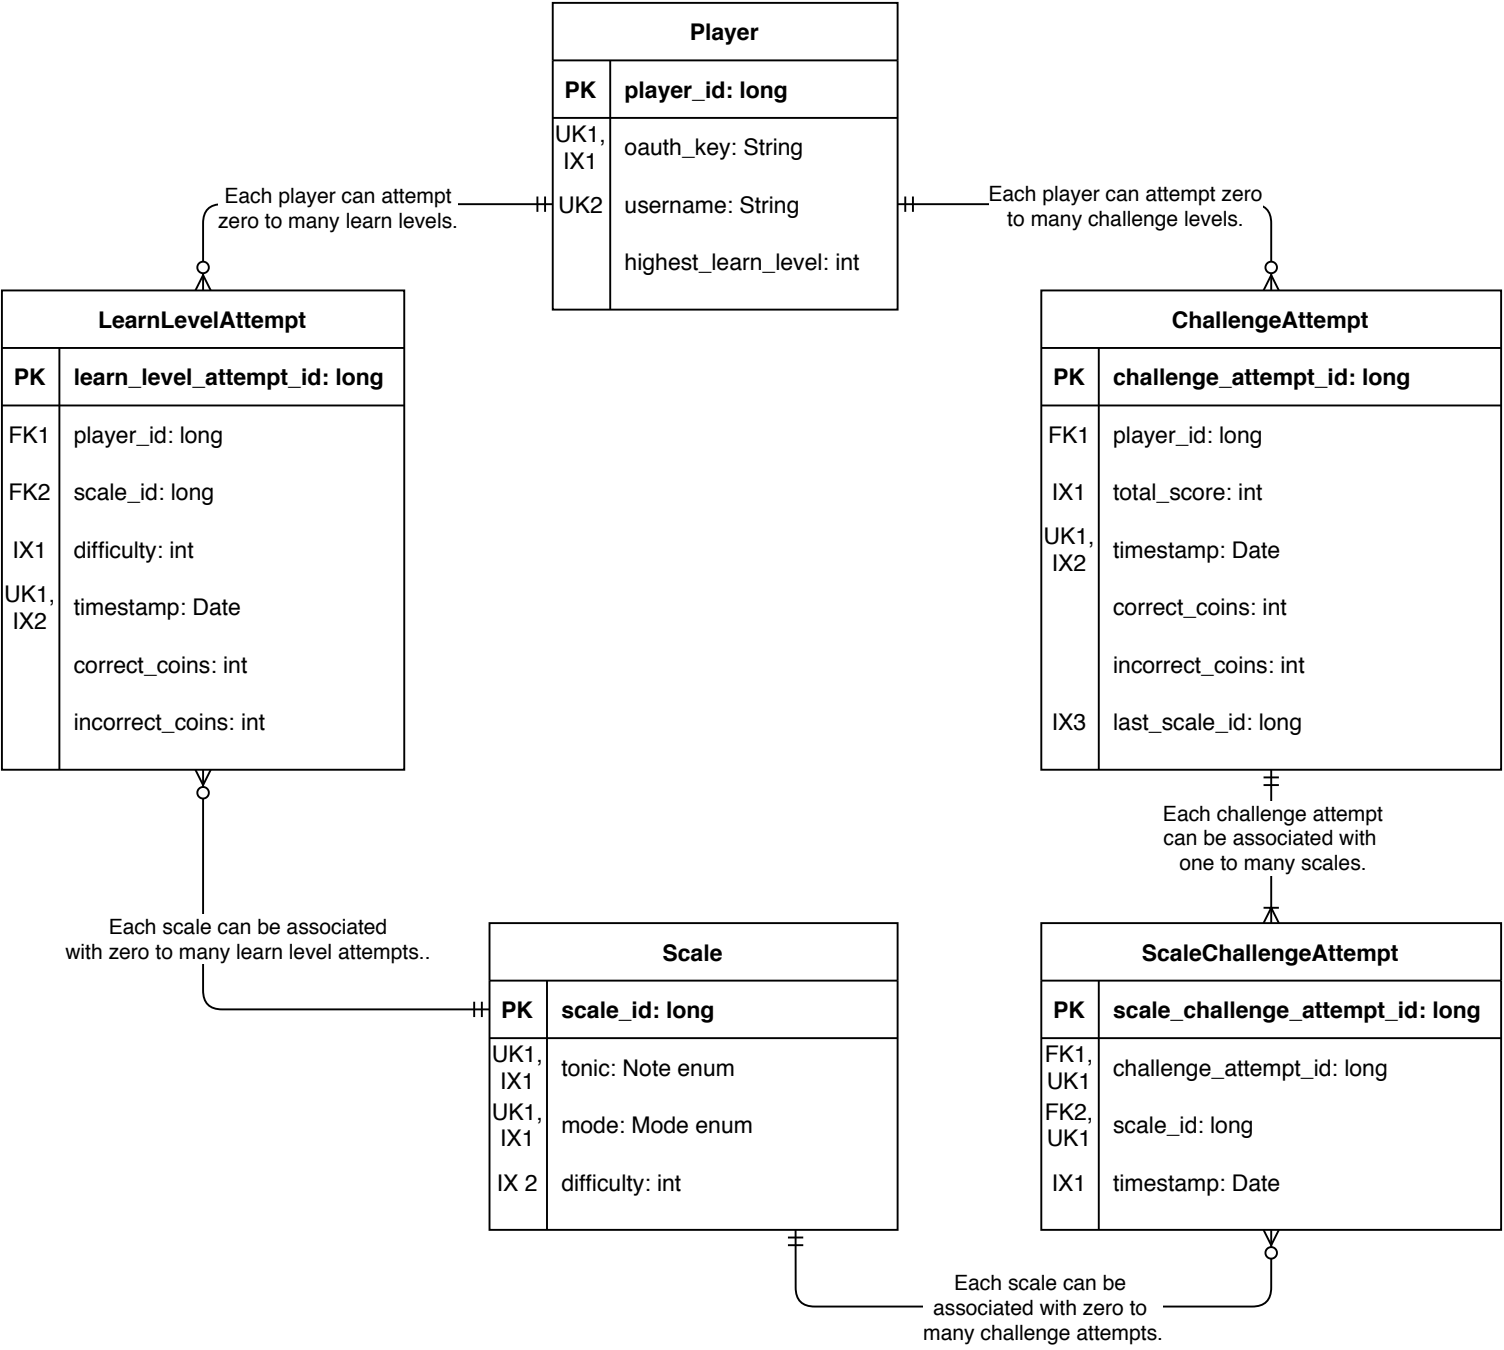 Player
PK player_id: long
UK1,
IX1
oauth_key: String
UK2 username: String
highest_learn_level: int
Each player can attempt
zero to many learn levels.
Each player can attempt zero
to many challenge levels.
LearnLevelAttempt
PK learn_level_attempt_id: long
FK1 player_id: long
FK2 scale_id: long
IX1 difficulty: int
UK1,
IX2
timestamp: Date
correct_coins: int
incorrect_coins: int
ChallengeAttempt
PK challenge_attempt_id: long
FK1 player_id: long
IX1 total_score: int
UK1,
IX2
timestamp: Date
correct_coins: int
incorrect_coins: int
IX3 last_scale_id: long
Each challenge attempt
can be associated with
one to many scales.
Each scale can be associated
with zero to many learn level attempts..
Scale
PK scale_id: long
UK1,
IX1
tonic: Note enum
UK1,
IX1
mode: Mode enum
IX 2 difficulty: int
ScaleChallengeAttempt
PK scale_challenge_attempt_id: long
FK1,
UK1
challenge_attempt_id: long
FK2,
UK1
scale_id: long
IX1 timestamp: Date
Each scale can be
associated with zero to
many challenge attempts.